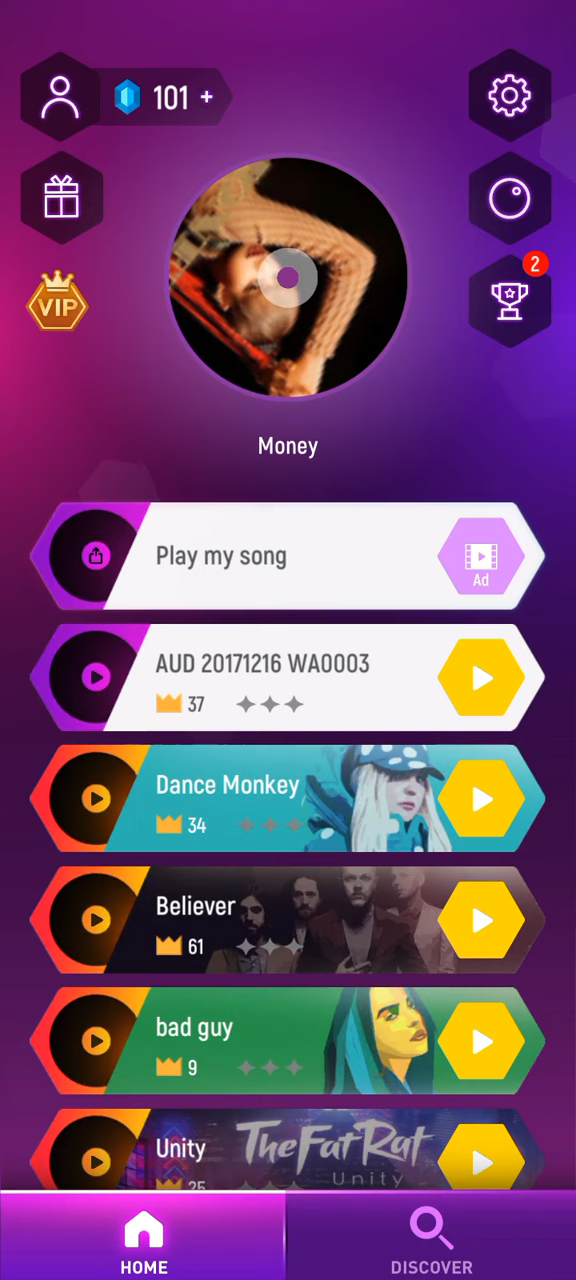 101 +
VIP
2
Money
Play my song
Ad
AUD 20171216 WA0003
37
Dance Monkey
34
Believer
61
bad guy
9
Unity
TheFatRat
Unity
25
HOME
DISCOVER